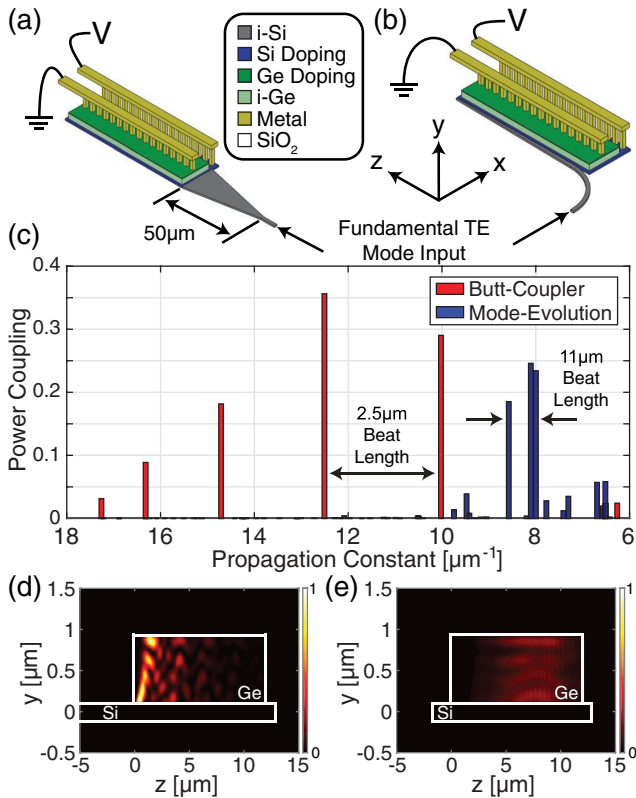 (a)
V
i-Si
Si Doping
Ge Doping
i-Ge
Metal
SiO₂
(b)
V
y
z
x
50μm
Fundamental TE
Mode Input
(c)
0.4
0.3
0.2
0.1
0
Power Coupling
Butt-Coupler
Mode-Evolution
2.5μm
Beat
Length
11μm
Beat
Length
18
16
14
12
10
8
6
Propagation Constant [μm⁻¹]
(d)
1.5
1
0.5
0
-0.5
y [μm]
Ge
Si
-5
0
5
10
15
z [μm]
1
0
(e)
1.5
1
0.5
0
-0.5
y [μm]
Ge
Si
-5
0
5
10
15
z [μm]
1
0